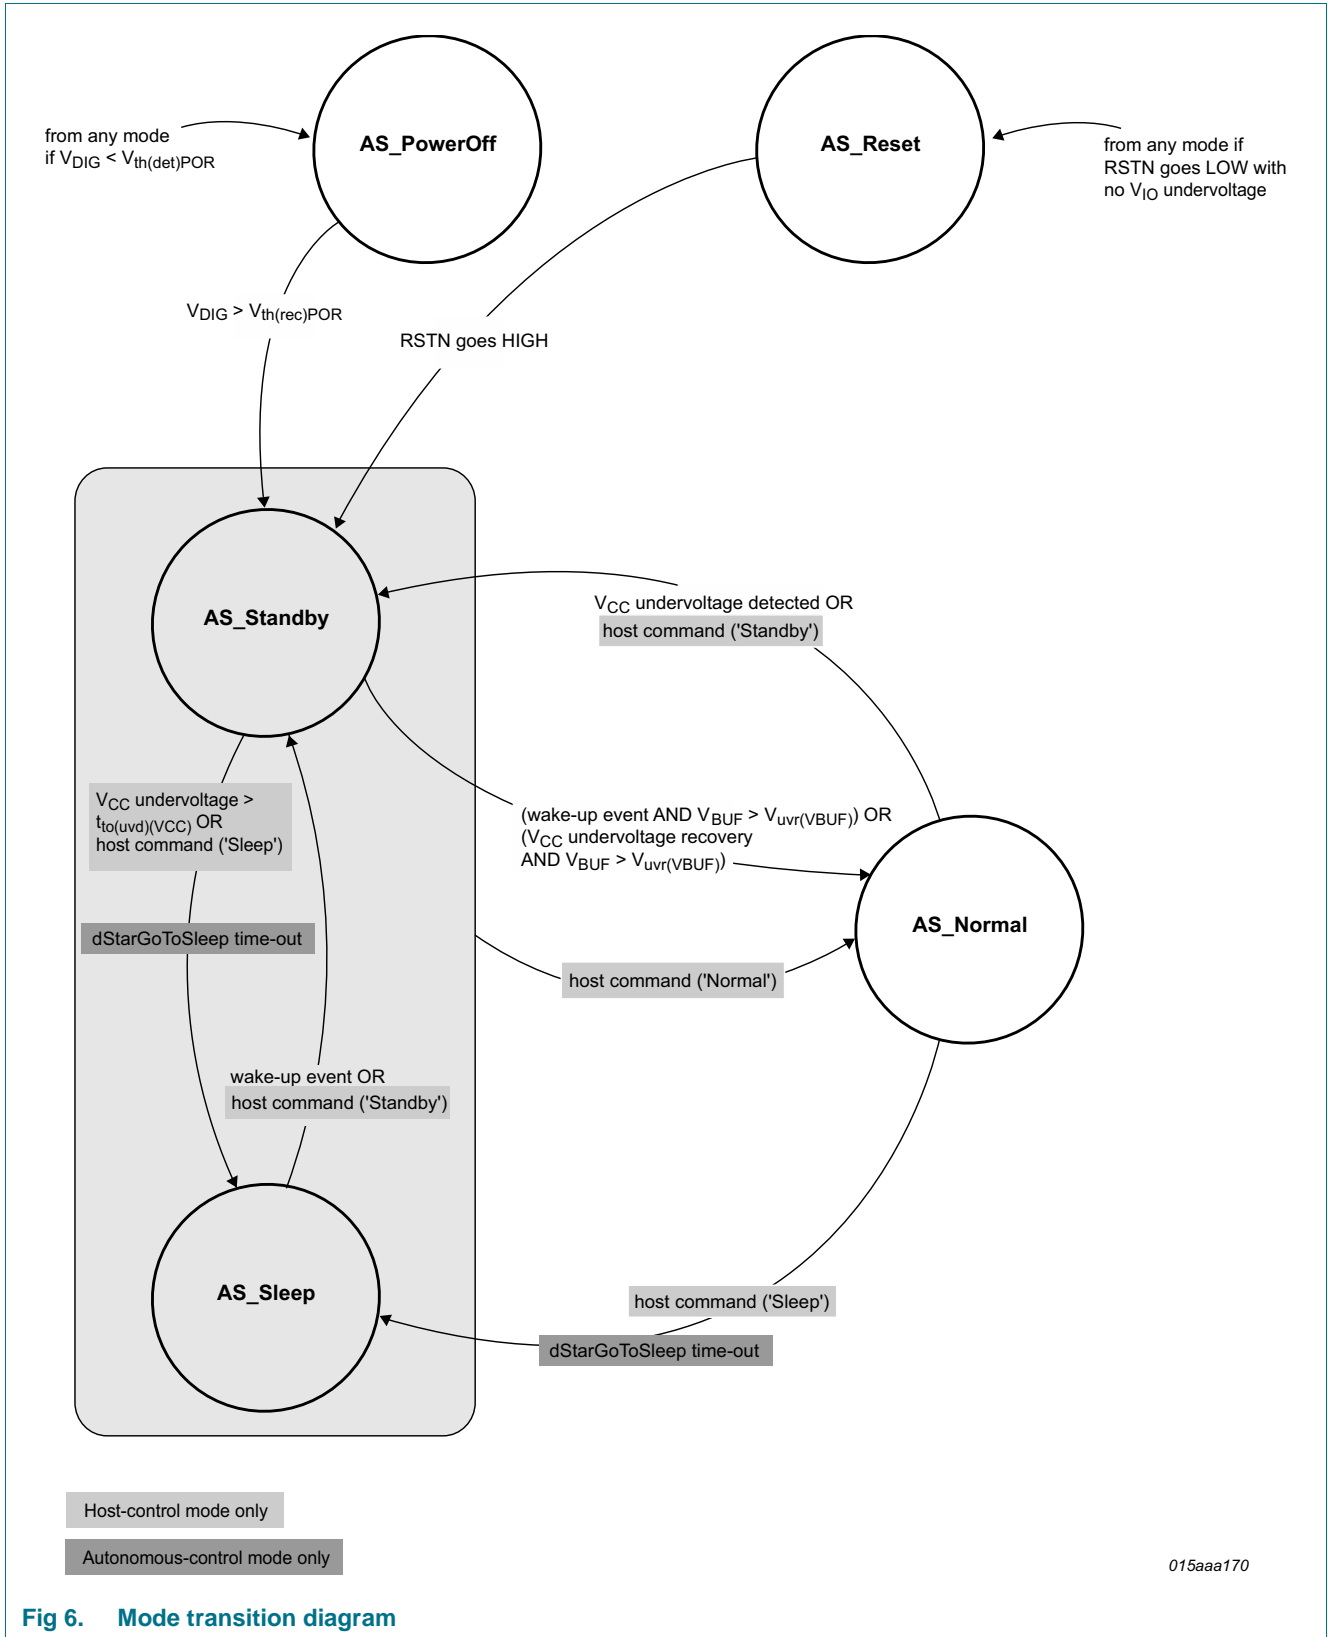 AS_PowerOff
AS_Reset
from any mode
if VDIG < Vth(det)POR
from any mode if
RSTN goes LOW with
no VIO undervoltage
VDIG > Vth(rec)POR
RSTN goes HIGH
AS_Standby
VCC undervoltage detected OR
host command ('Standby')
VCC undervoltage >
tto(uvd)(VCC) OR
host command ('Sleep')
(wake-up event AND VBUF > Vuvr(VBUF)) OR
(VCC undervoltage recovery
AND VBUF > Vuvr(VBUF))
AS_Normal
dStarGoToSleep time-out
host command ('Normal')
wake-up event OR
host command ('Standby')
AS_Sleep
host command ('Sleep')
dStarGoToSleep time-out
Host-control mode only
Autonomous-control mode only
015aaa170
Fig 6. Mode transition diagram